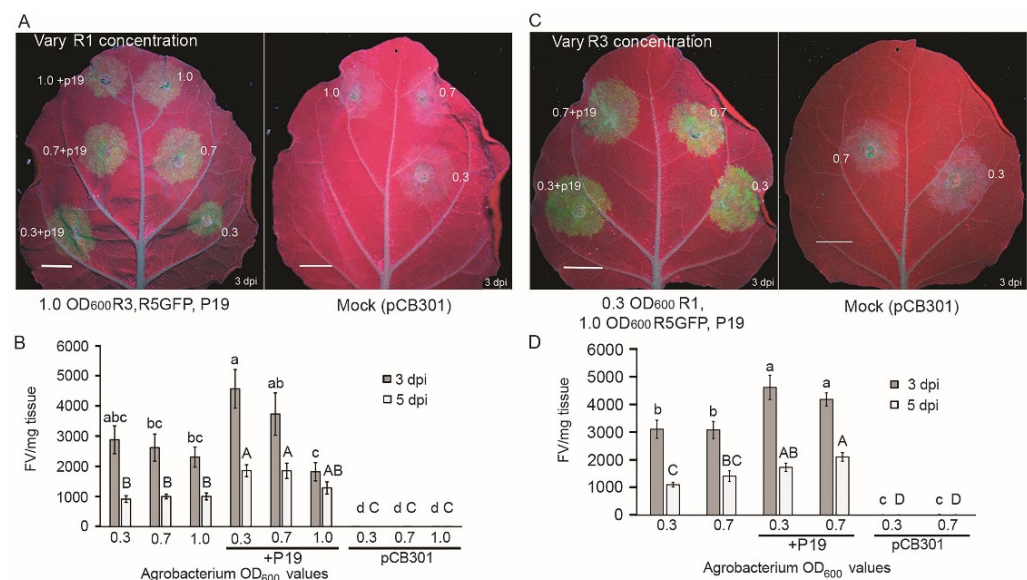 A
Vary R1 concentration
1.0 +p19
1.0
0.7+p19
0.7
0.3+p19
0.3
3 dpi
1.0
0.7
0.3
3 dpi
1.0 OD600 R3,R5GFP, P19
Mock (pCB301)
B
FV/mg tissue
6000
5000
4000
3000
2000
1000
0
abc
B
bc
B
bc
B
a
A
ab
A
c
AB
d C
d C
d C
3 dpi
5 dpi
0.3 0.7 1.0 0.3 0.7 1.0 0.3 0.7 1.0
+P19 pCB301
Agrobacterium OD600 values
C
Vary R3 concentration
0.7+p19
0.7
0.3+p19
0.3
3 dpi
0.7
0.3
3 dpi
0.3 OD600 R1,
1.0 OD600 R5GFP, P19
Mock (pCB301)
D
FV/mg tissue
6000
5000
4000
3000
2000
1000
0
b
C
b
BC
a
AB
a
A
c D
c D
3 dpi
5 dpi
0.3 0.7 0.3 0.7 0.3 0.7
+P19 pCB301
Agrobacterium OD600 values